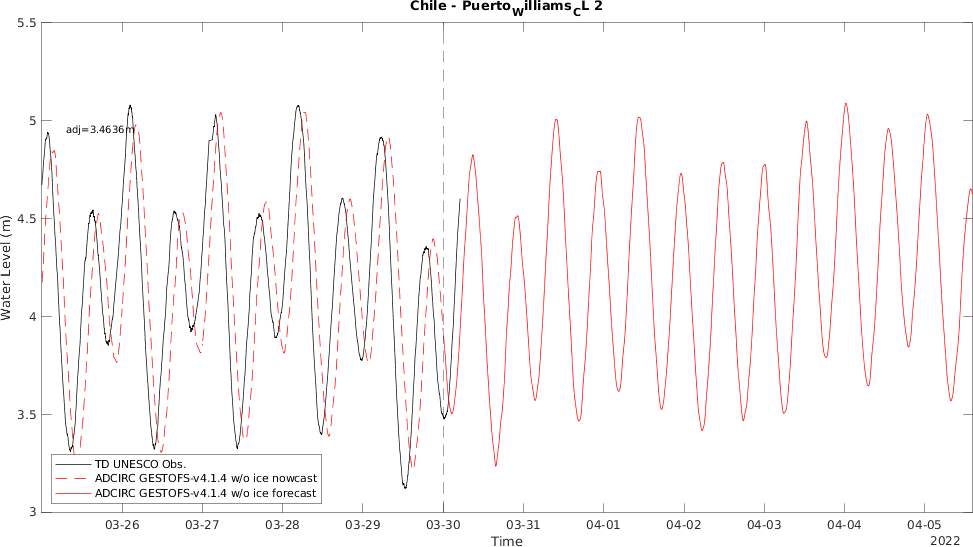 Chile - PuertoWilliamsCL 2
5.5
5
4.5
4
3.5
3
Water Level (m)
adj=3.4636m
TD UNESCO Obs.
ADCIRC GESTOFS-v4.1.4 w/o ice nowcast
ADCIRC GESTOFS-v4.1.4 w/o ice forecast
03-26 03-27 03-28 03-29 03-30 03-31 04-01 04-02 04-03 04-04 04-05
Time
2022